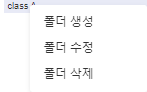 class ^
폴더 생성
폴더 수정
폴더 삭제